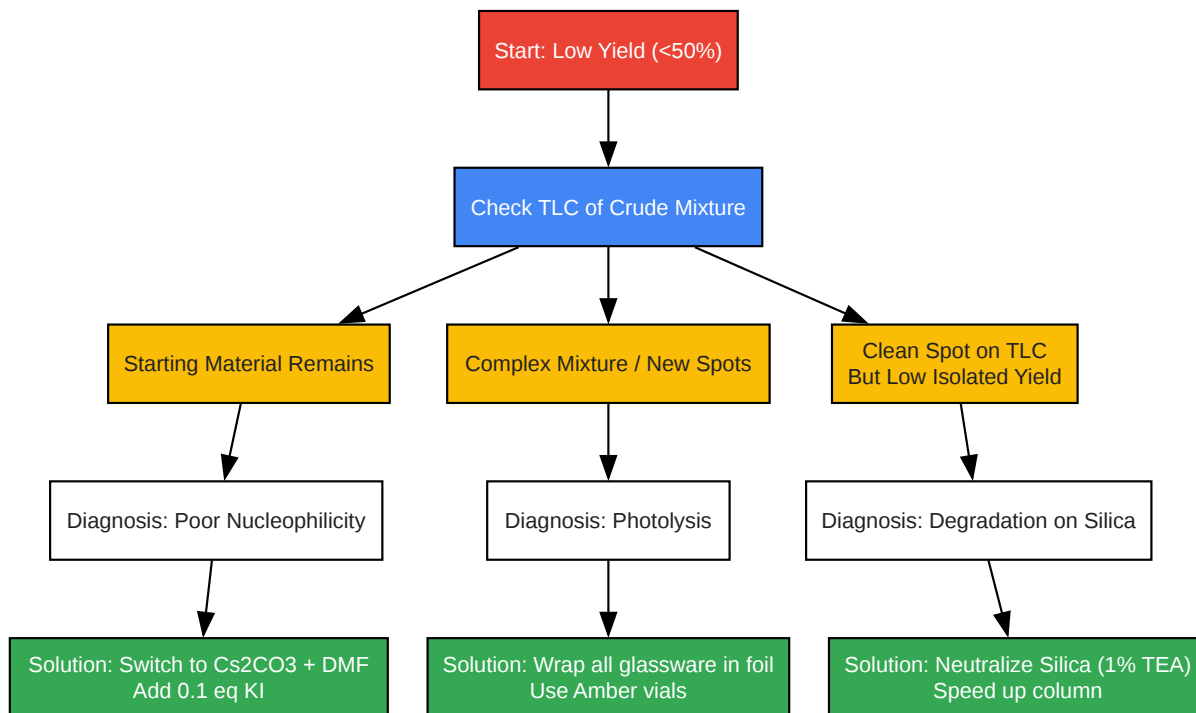 Start: Low Yield (<50%)
Check TLC of Crude Mixture
Starting Material Remains
Complex Mixture / New Spots
Clean Spot on TLC
But Low Isolated Yield
Diagnosis: Poor Nucleophilicity
Diagnosis: Photolysis
Diagnosis: Degradation on Silica
Solution: Switch to Cs2CO3 + DMF
Add 0.1 eq KI
Solution: Wrap all glassware in foil
Use Amber vials
Solution: Neutralize Silica (1% TEA)
Speed up column